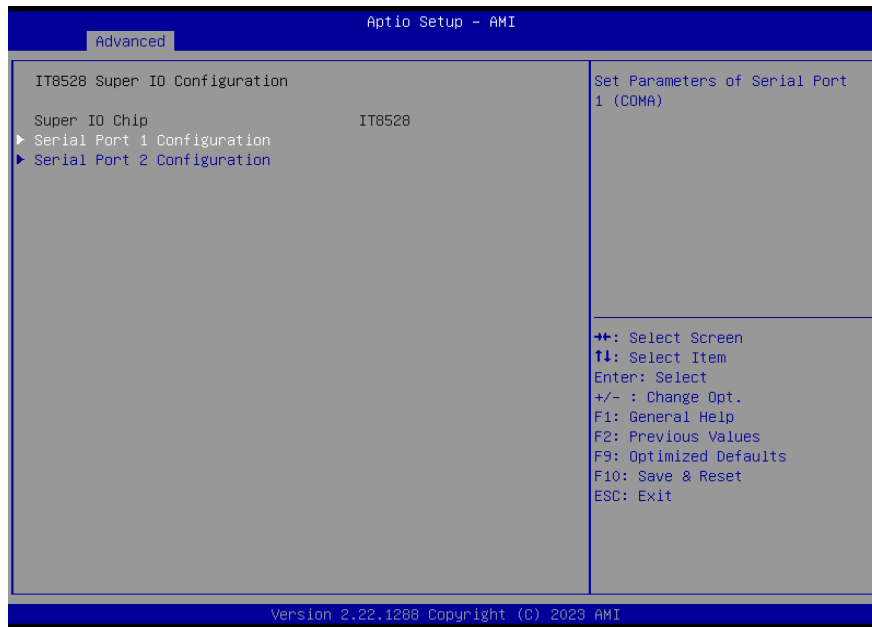 Aptio Setup – AMI
Advanced
IT8528 Super IO Configuration
Super IO Chip IT8528
▶ Serial Port 1 Configuration
▶ Serial Port 2 Configuration
Set Parameters of Serial Port
1 (COMA)
→←: Select Screen
↑↓: Select Item
Enter: Select
+/- : Change Opt.
F1: General Help
F2: Previous Values
F9: Optimized Defaults
F10: Save & Reset
ESC: Exit
Version 2.22.1288 Copyright (C) 2023 AMI